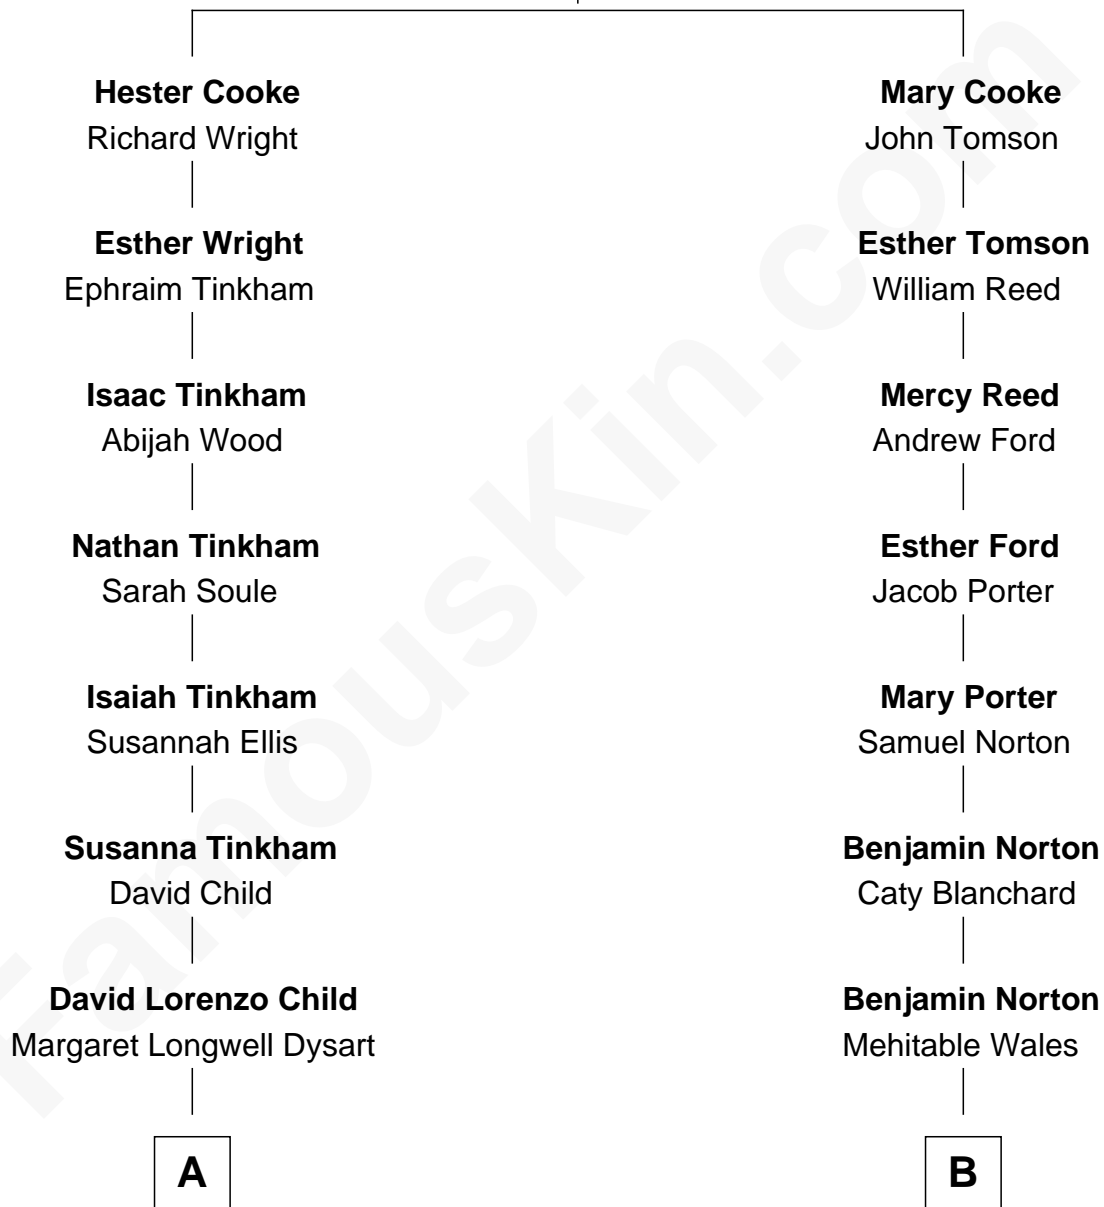 Hester Cooke
Richard Wright
Esther Wright
Ephraim Tinkham
Isaac Tinkham
Abijah Wood
Nathan Tinkham
Sarah Soule
Isaiah Tinkham
Susannah Ellis
Susanna Tinkham
David Child
David Lorenzo Child
Margaret Longwell Dysart
A
Mary Cooke
John Tomson
Esther Tomson
William Reed
Mercy Reed
Andrew Ford
Esther Ford
Jacob Porter
Mary Porter
Samuel Norton
Benjamin Norton
Caty Blanchard
Benjamin Norton
Mehitable Wales
B
FamousKin.com